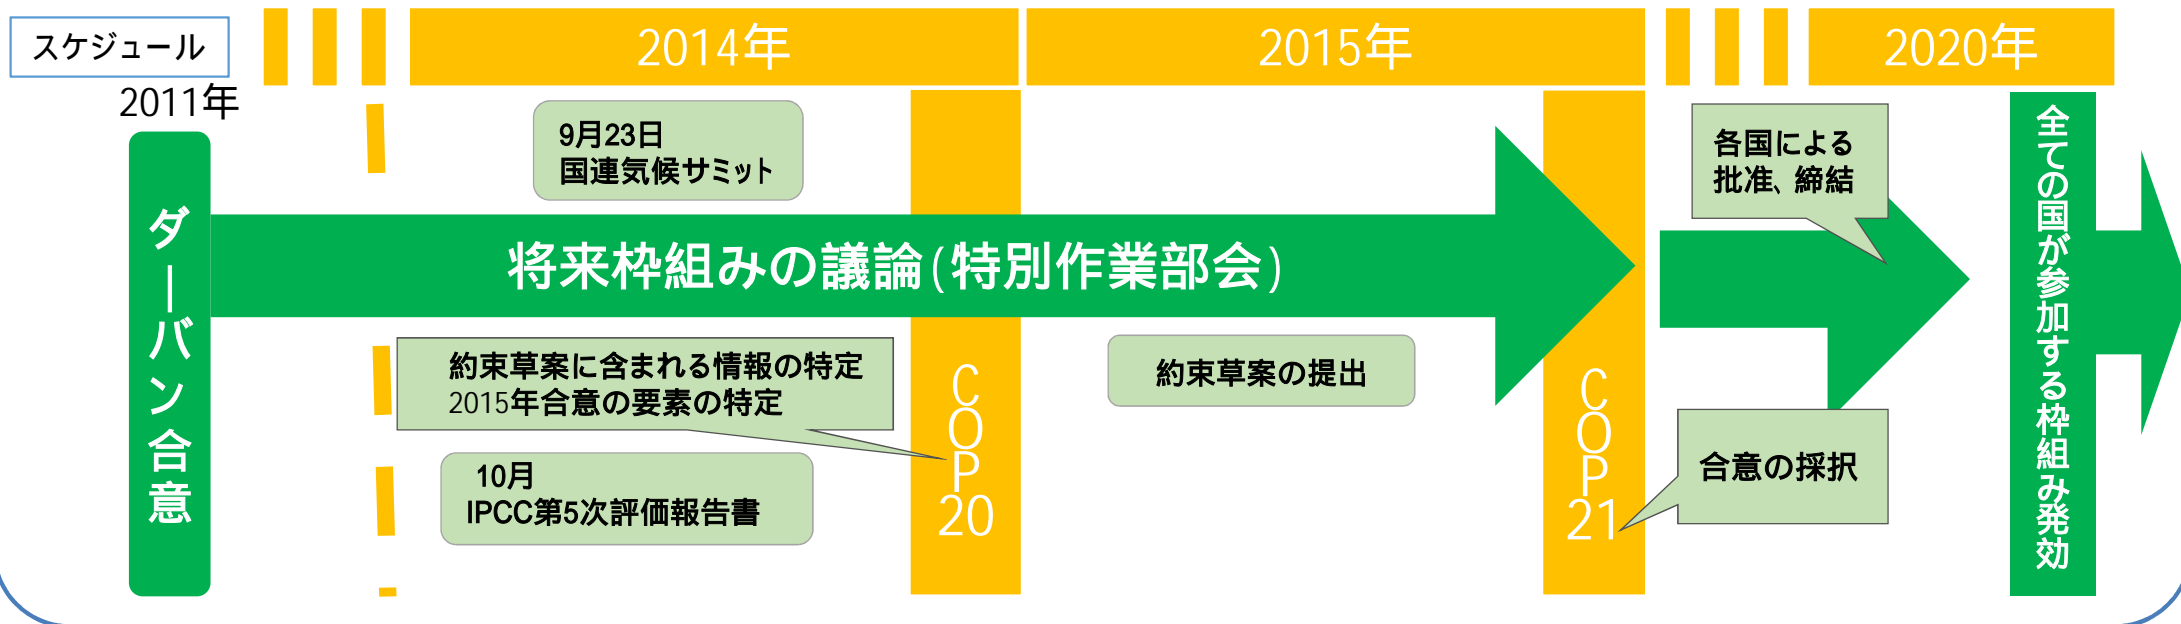 スケジュール
2014年
2015年
2020年
2011年
ダーバン合意
9月23日
国連気候サミット
将来枠組みの議論(特別作業部会)
約束草案に含まれる情報の特定
2015年合意の要素の特定
10月
IPCC第5次評価報告書
COP20
約束草案の提出
COP21
各国による
批准、締結
合意の採択
全ての国が参加する枠組み発効